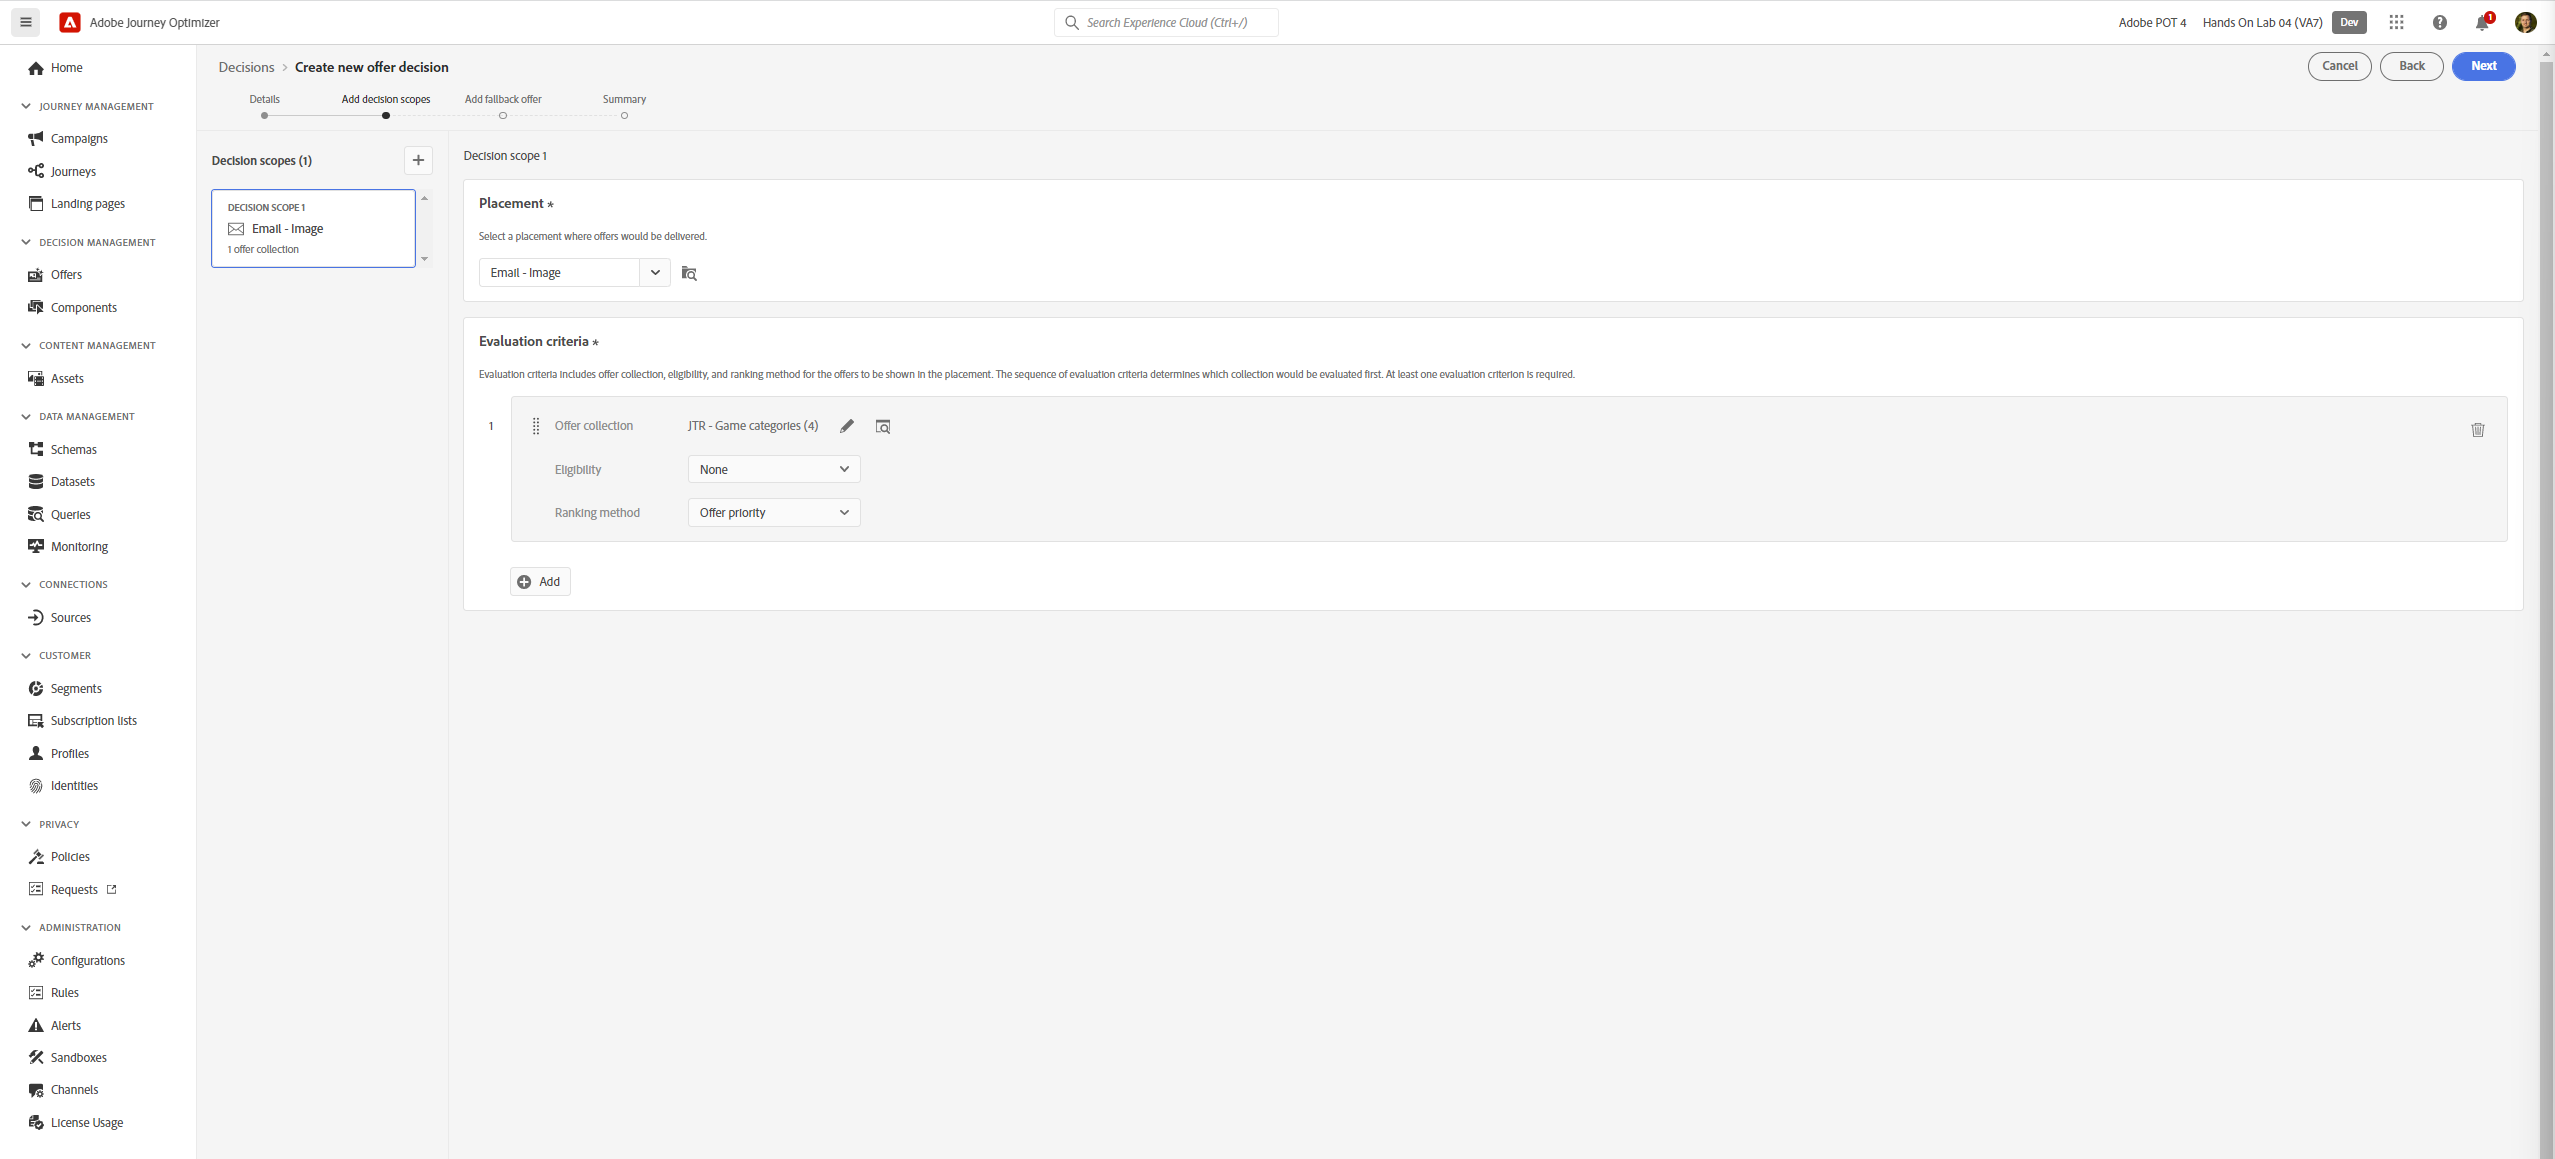 Adobe Journey Optimizer
Search Experience Cloud (Ctrl+/)
Adobe POT 4
Hands On Lab 04 (VA7)
Dev
1
Home
JOURNEY MANAGEMENT
Campaigns
Journeys
Landing pages
DECISION MANAGEMENT
Offers
Components
CONTENT MANAGEMENT
Assets
DATA MANAGEMENT
Schemas
Datasets
Queries
Monitoring
CONNECTIONS
Sources
CUSTOMER
Segments
Subscription lists
Profiles
Identities
PRIVACY
Policies
Requests
ADMINISTRATION
Configurations
Rules
Alerts
Sandboxes
Channels
License Usage
Decisions > Create new offer decision
Cancel
Back
Next
Details
Add decision scopes
Add fallback offer
Summary
Decision scopes (1)
DECISION SCOPE 1
Email - Image
1 offer collection
Decision scope 1
Placement *
Select a placement where offers would be delivered.
Email - Image
Evaluation criteria *
Evaluation criteria includes offer collection, eligibility, and ranking method for the offers to be shown in the placement. The sequence of evaluation criteria determines which collection would be evaluated first. At least one evaluation criterion is required.
1
Offer collection
JTR - Game categories (4)
Eligibility
None
Ranking method
Offer priority
Add